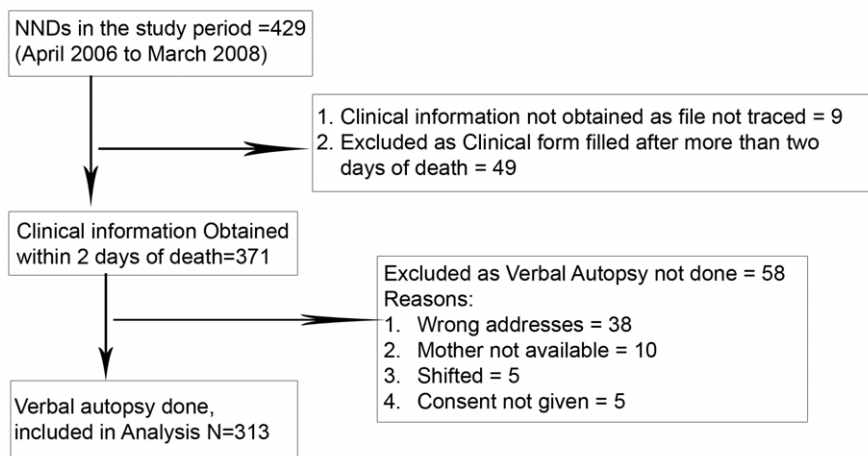 NNDs in the study period =429
(April 2006 to March 2008)
1. Clinical information not obtained as file not traced = 9
2. Excluded as Clinical form filled after more than two
days of death = 49
Clinical information Obtained
within 2 days of death=371
Excluded as Verbal Autopsy not done = 58
Reasons:
1. Wrong addresses = 38
2. Mother not available = 10
3. Shifted = 5
4. Consent not given = 5
Verbal autopsy done,
included in Analysis N=313